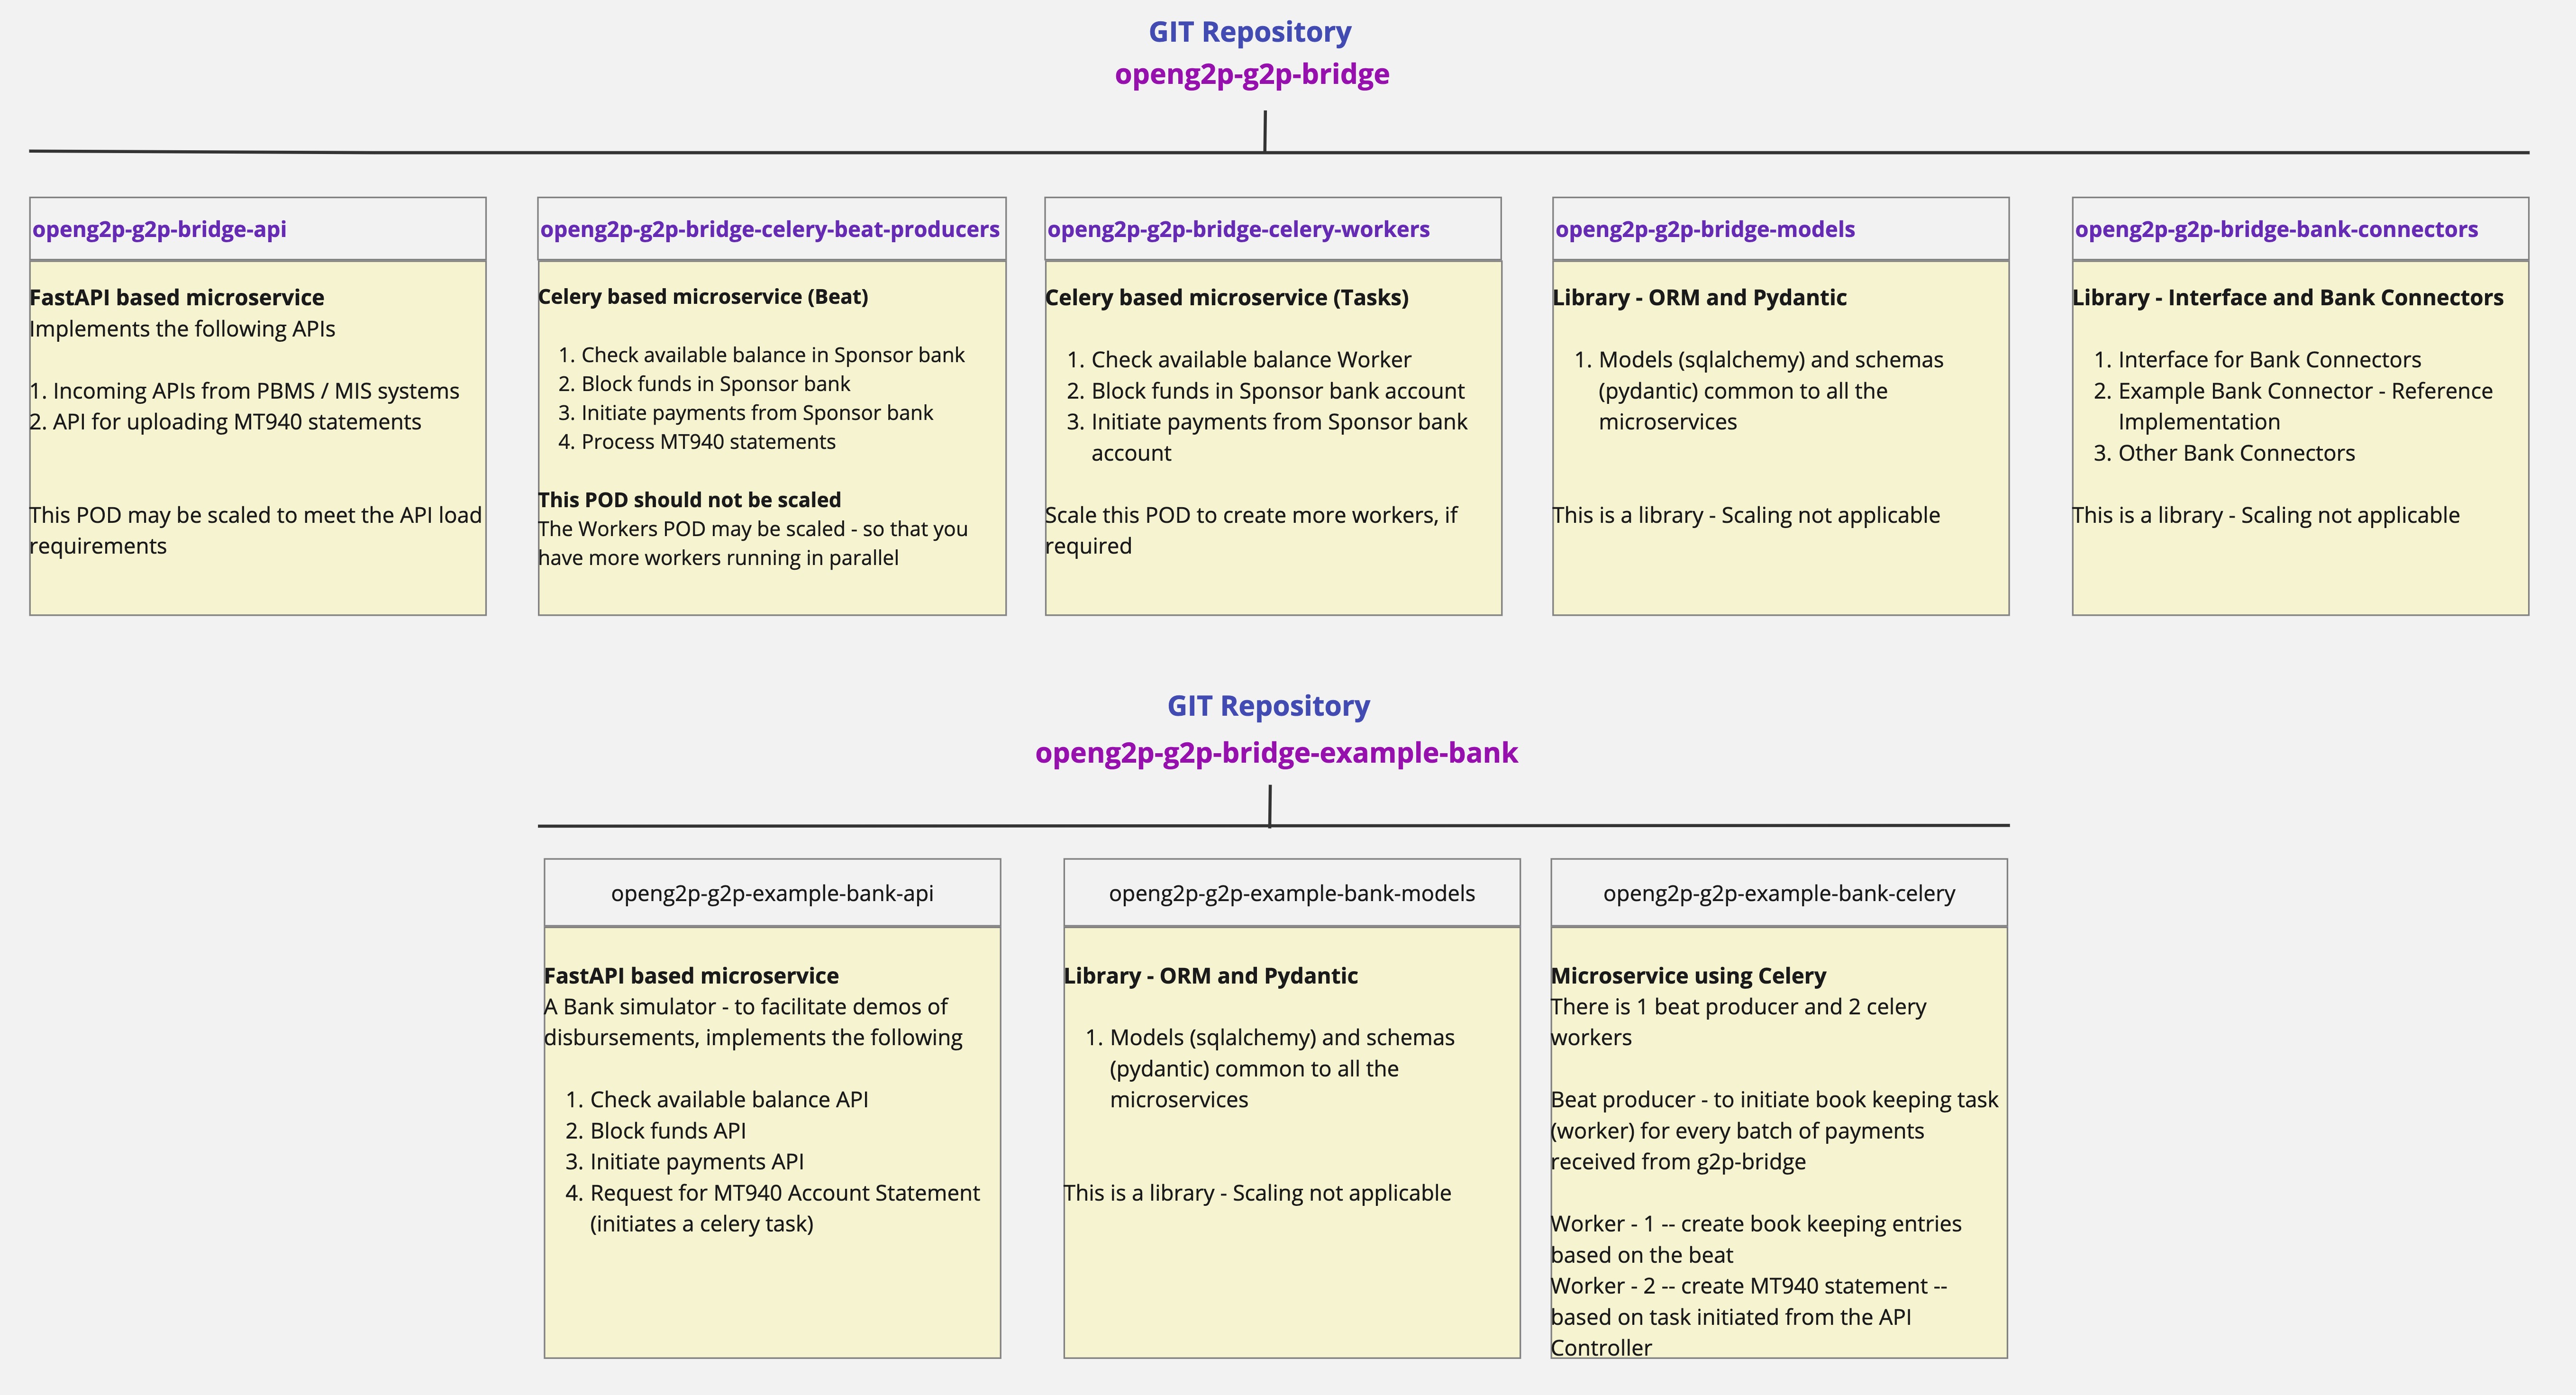 GIT Repository
openg2p-g2p-bridge
openg2p-g2p-bridge-api
FastAPI based microservice
Implements the following APIs
1. Incoming APIs from PBMS / MIS systems
2. API for uploading MT940 statements
This POD may be scaled to meet the API load
requirements
openg2p-g2p-bridge-celery-beat-producers
Celery based microservice (Beat)
1. Check available balance in Sponsor bank
2. Block funds in Sponsor bank
3. Initiate payments from Sponsor bank
4. Process MT940 statements
This POD should not be scaled
The Workers POD may be scaled - so that you
have more workers running in parallel
openg2p-g2p-bridge-celery-workers
Celery based microservice (Tasks)
1. Check available balance Worker
2. Block funds in Sponsor bank account
3. Initiate payments from Sponsor bank
account
Scale this POD to create more workers, if
required
openg2p-g2p-bridge-models
Library - ORM and Pydantic
1. Models (sqlalchemy) and schemas
(pydantic) common to all the
microservices
This is a library - Scaling not applicable
openg2p-g2p-bridge-bank-connectors
Library - Interface and Bank Connectors
1. Interface for Bank Connectors
2. Example Bank Connector - Reference
Implementation
3. Other Bank Connectors
This is a library - Scaling not applicable
GIT Repository
openg2p-g2p-bridge-example-bank
openg2p-g2p-example-bank-api
FastAPI based microservice
A Bank simulator - to facilitate demos of
disbursements, implements the following
1. Check available balance API
2. Block funds API
3. Initiate payments API
4. Request for MT940 Account Statement
(initiates a celery task)
openg2p-g2p-example-bank-models
Library - ORM and Pydantic
1. Models (sqlalchemy) and schemas
(pydantic) common to all the
microservices
This is a library - Scaling not applicable
openg2p-g2p-example-bank-celery
Microservice using Celery
There is 1 beat producer and 2 celery
workers
Beat producer - to initiate book keeping task
(worker) for every batch of payments
received from g2p-bridge
Worker - 1 -- create book keeping entries
based on the beat
Worker - 2 -- create MT940 statement --
based on task initiated from the API
Controller